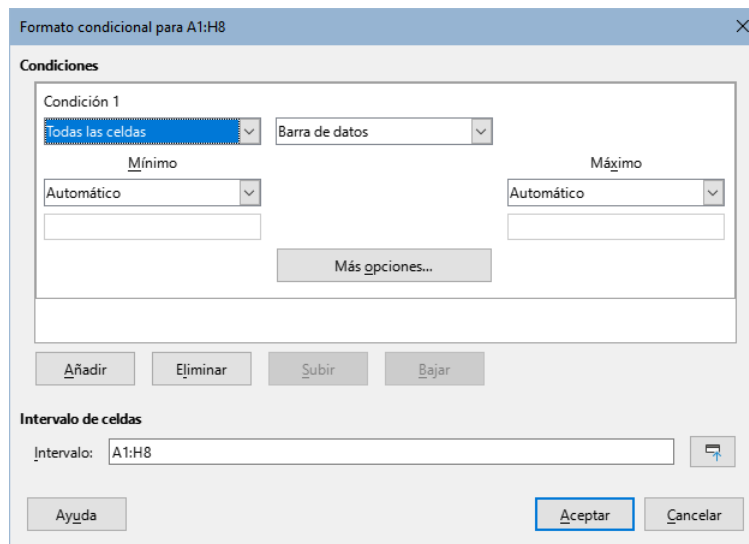 Formato condicional para A1:H8
Condiciones
Condición 1
Todas las celdas Barra de datos
Mínimo Máximo
Automático Automático
Más opciones...
Añadir Eliminar Subir Bajar
Intervalo de celdas
Intervalo: A1:H8
Ayuda Aceptar Cancelar